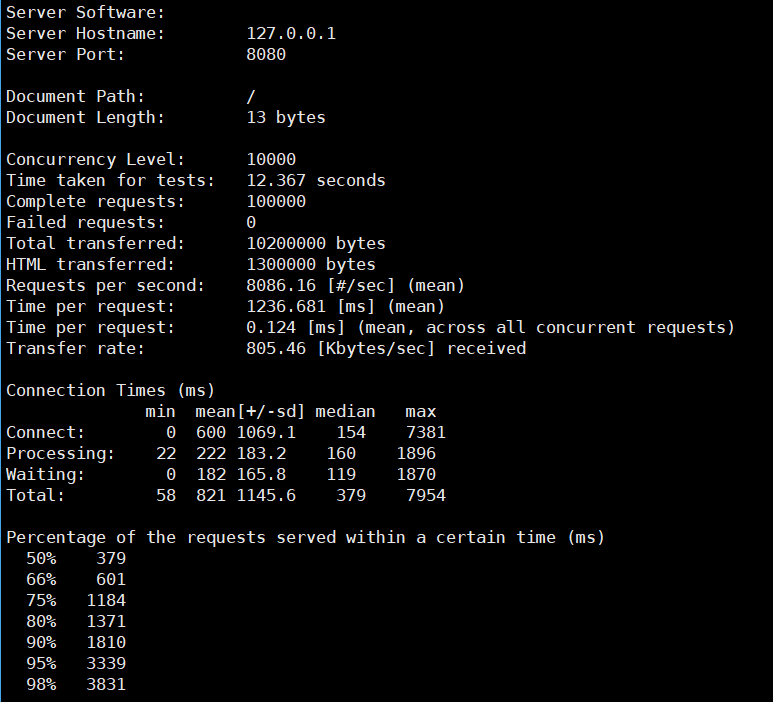 Server Software:
Server Hostname:        127.0.0.1
Server Port:            8080

Document Path:          /
Document Length:        13 bytes

Concurrency Level:      10000
Time taken for tests:   12.367 seconds
Complete requests:      100000
Failed requests:        0
Total transferred:      10200000 bytes
HTML transferred:       1300000 bytes
Requests per second:    8086.16 [#/sec] (mean)
Time per request:       1236.681 [ms] (mean)
Time per request:       0.124 [ms] (mean, across all concurrent requests)
Transfer rate:          805.46 [Kbytes/sec] received

Connection Times (ms)
              min  mean[+/-sd] median   max
Connect:        0  600 1069.1    154    7381
Processing:    22  222 183.2    160    1896
Waiting:        0  182 165.8    119    1870
Total:         58  821 1145.6    379    7954

Percentage of the requests served within a certain time (ms)
  50%    379
  66%    601
  75%   1184
  80%   1371
  90%   1810
  95%   3339
  98%   3831